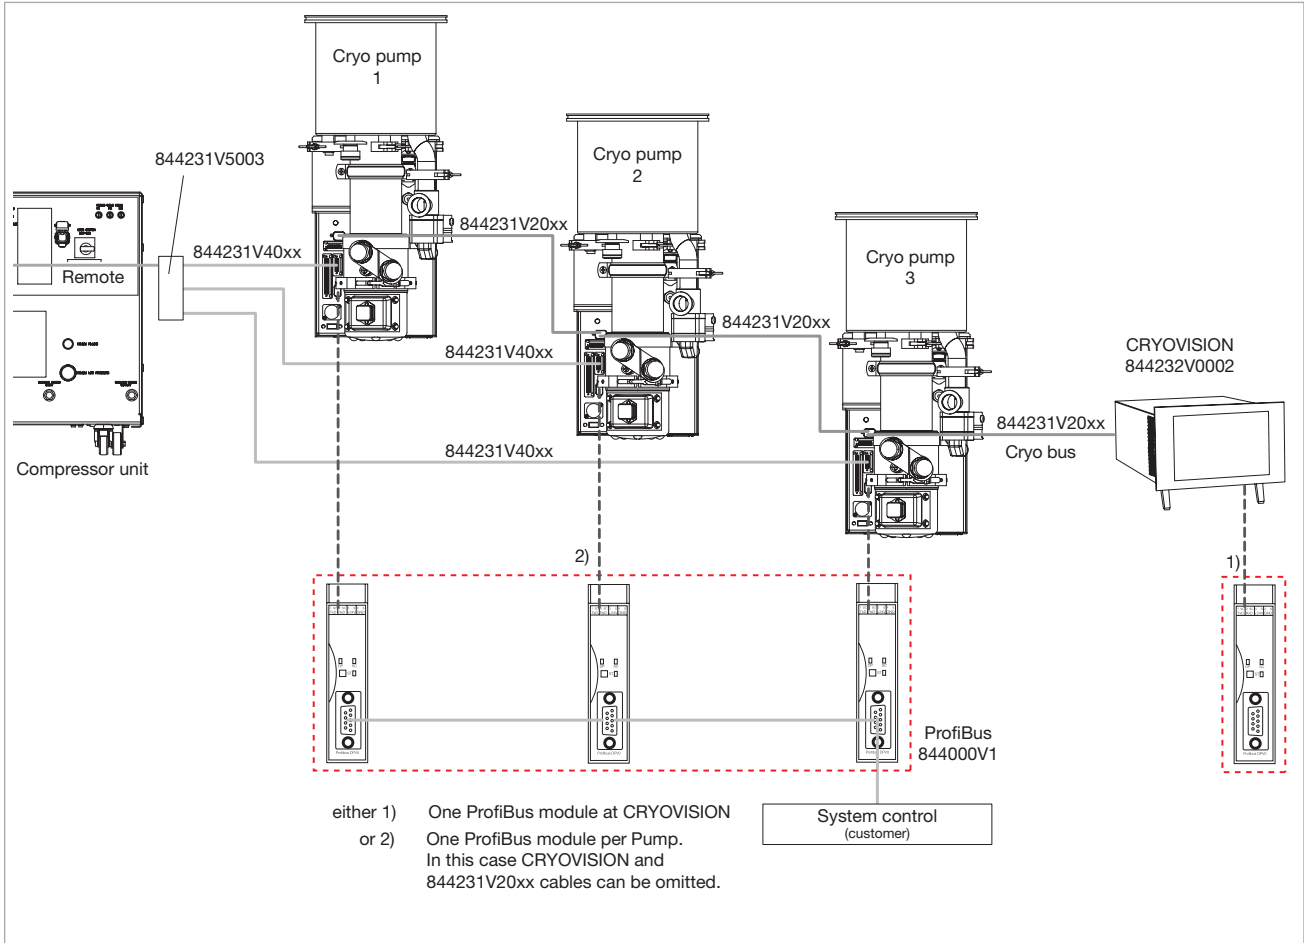 Cryo pump
1
Cryo pump
2
Cryo pump
3
844231V5003
844231V20xx
844231V40xx
Remote
844231V20xx
844231V40xx
CRYOVISION
844232V0002
844231V20xx
Cryo bus
844231V40xx
Compressor unit
2)
1)
ProfiBus
844000V1
either 1) One ProfiBus module at CRYOVISION
or 2) One ProfiBus module per Pump.
In this case CRYOVISION and
844231V20xx cables can be omitted.
System control
(customer)